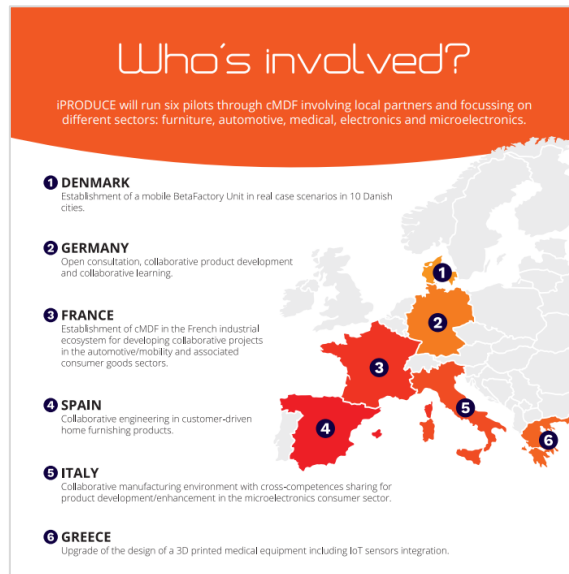 Who's involved?
iPRODUCE will run six pilots through cMDF involving local partners and focussing on
different sectors: furniture, automotive, medical, electronics and microelectronics.
1 DENMARK
Establishment of a mobile BetaFactory Unit in real case scenarios in 10 Danish
cities.
2 GERMANY
Open consultation, collaborative product development
and collaborative learning.
3 FRANCE
Establishment of cMDF in the French industrial
ecosystem for developing collaborative projects
in the automotive/mobility and associated
consumer goods sectors.
4 SPAIN
Collaborative engineering in customer-driven
home furnishing products.
5 ITALY
Collaborative manufacturing environment with cross-competences sharing for
product development/enhancement in the microelectronics consumer sector.
6 GREECE
Upgrade of the design of a 3D printed medical equipment including IoT sensors integration.
1
2
3
4
5
6